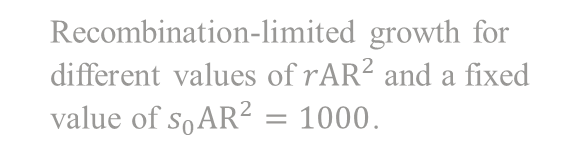 Recombination-limited growth for
different values of rAR² and a fixed
value of s₀AR² = 1000.